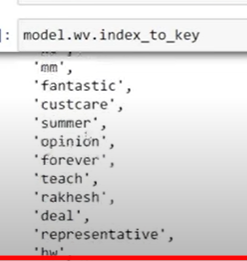 ]: model.wv.index_to_key
'mm',
'fantastic',
'custcare',
'summer',
'opinion',
'forever',
'teach',
'rakhesh',
'deal',
'representative',
'hw',